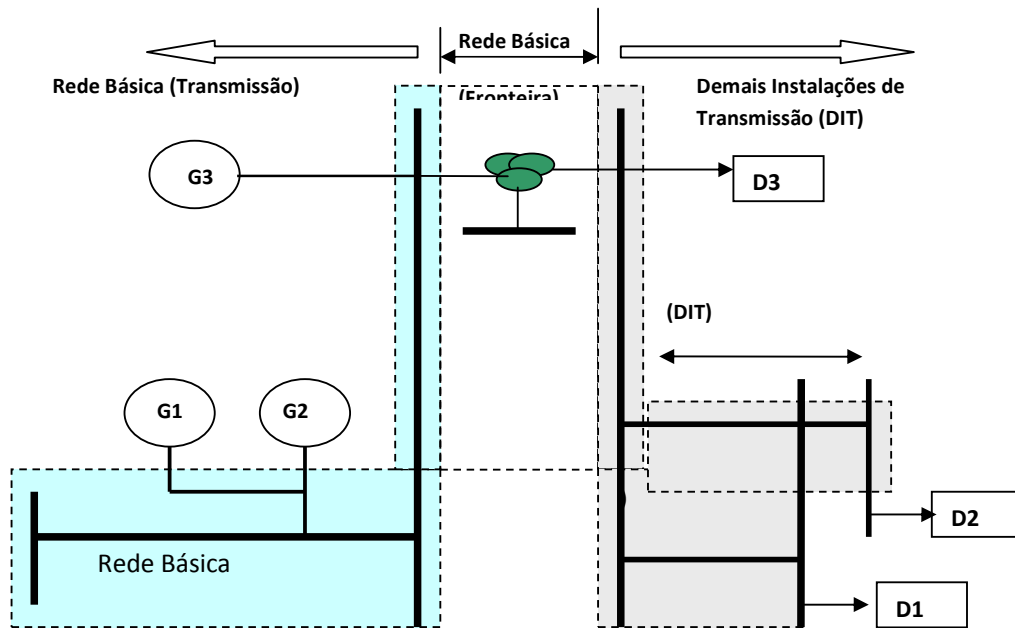 Rede Básica
Rede Básica (Transmissão)
(Fronteira)
Demais Instalações de
Transmissão (DIT)
G3
D3
(DIT)
G1
G2
D2
Rede Básica
D1